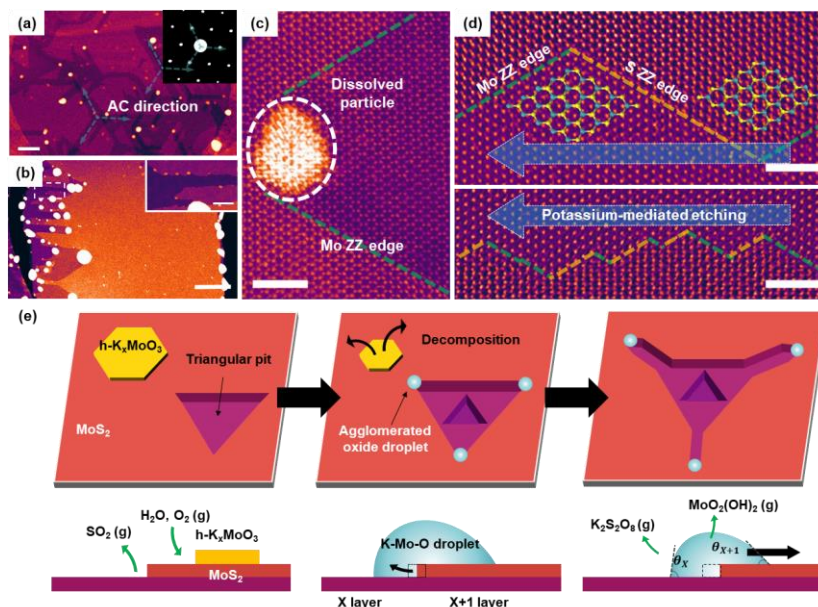 (a)
AC direction
(b)
(c)
Dissolved
particle
Mo ZZ edge
(d)
Mo ZZ edge
S ZZ edge
Potassium-mediated etching
(e)
h-KₓMoO₃
Triangular pit
MoS₂
Decomposition
Agglomerated
oxide droplet
SO₂ (g)
H₂O, O₂ (g)
h-KₓMoO₃
MoS₂
K-Mo-O droplet
X layer
X+1 layer
K₂S₂O₈ (g)
MoO₂(OH)₂ (g)
θ_X
θ_{X+1}